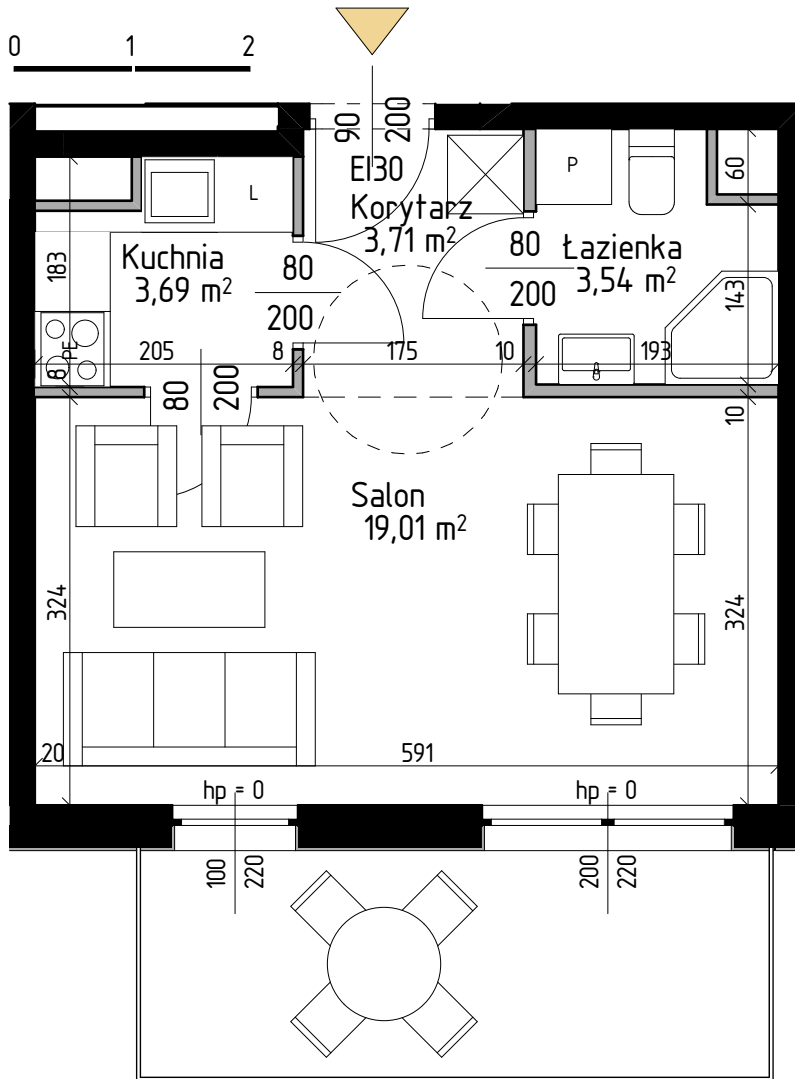 0 1 2
90
200
EI30
Korytarz
3,71 m²
L
P
60
Kuchnia
3,69 m²
183
80
200
80
200
Łazienka
3,54 m²
143
PE
8
205
8
175
10
193
80
200
10
Salon
19,01 m²
324
324
20
591
hp = 0
hp = 0
100
220
200
220